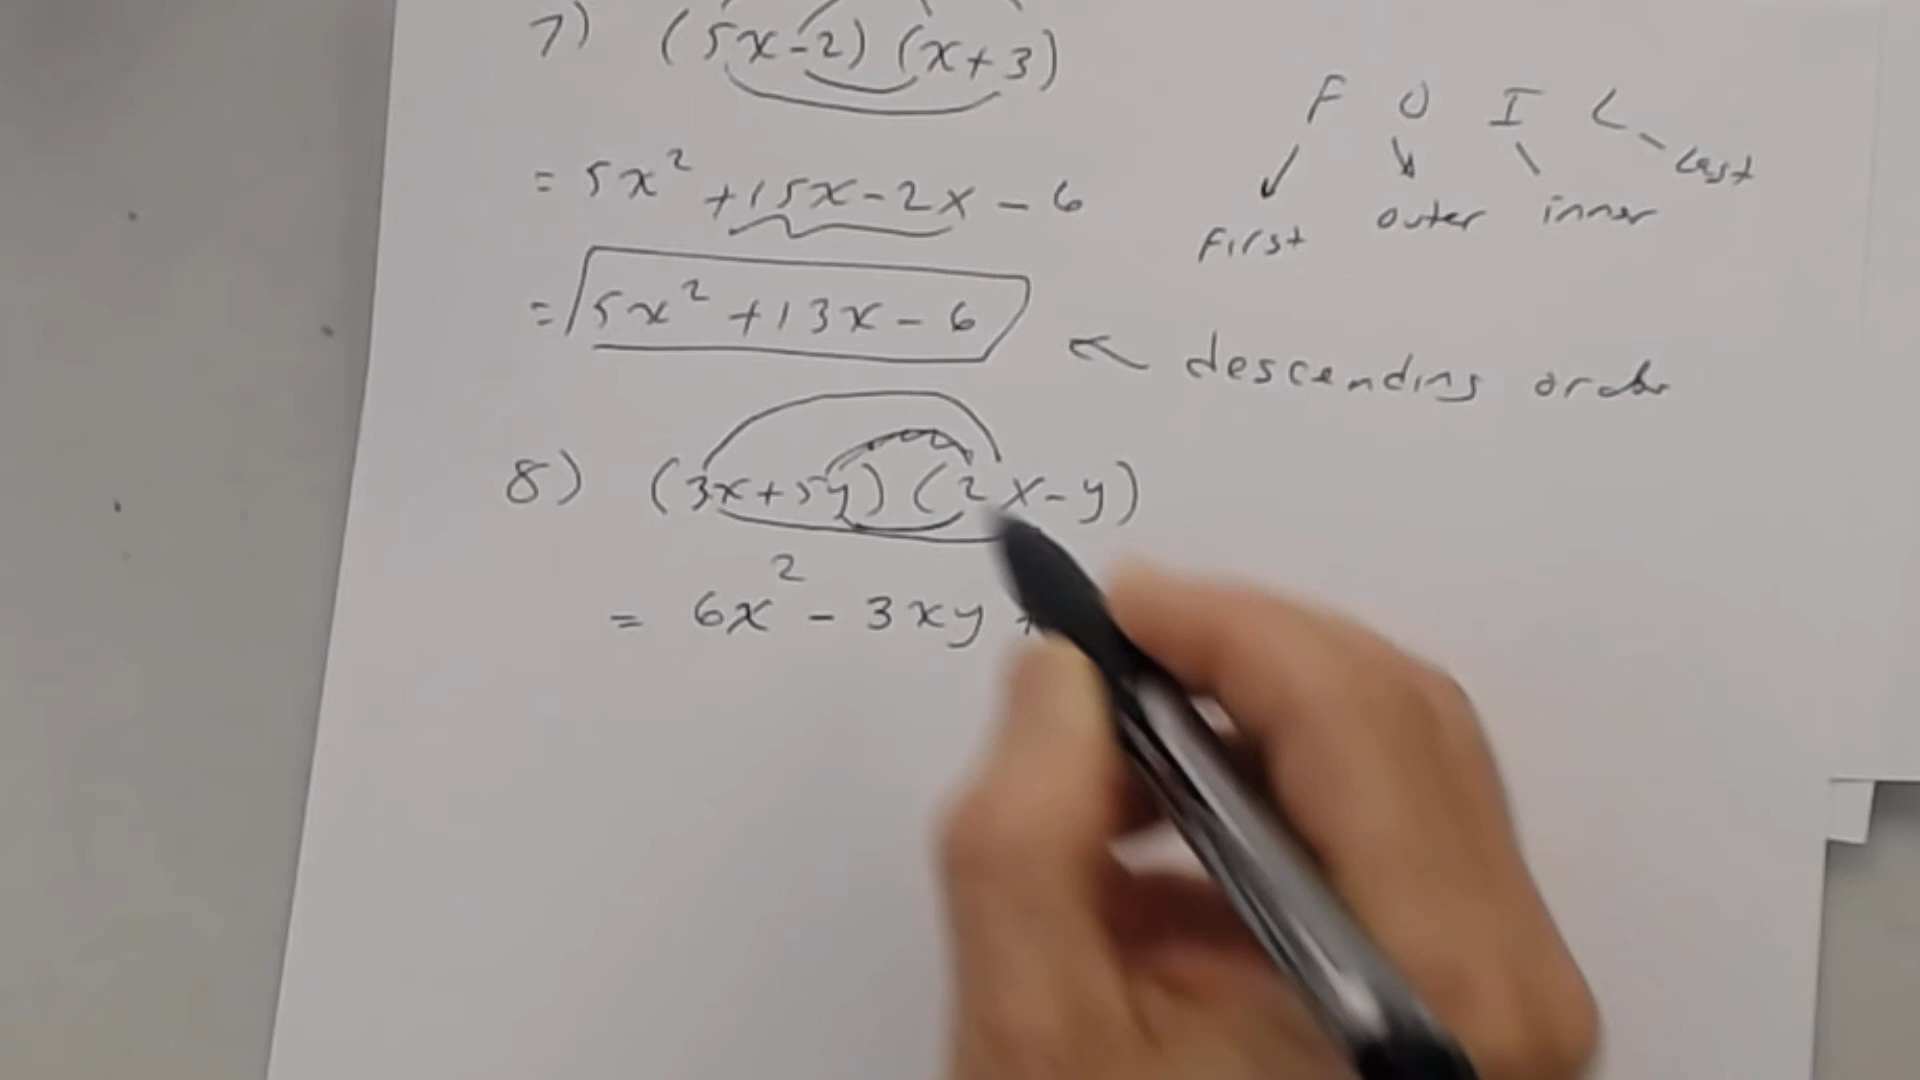 7) (5x-2) (x+3)
= 5x² +15x-2x - 6
= 5x² +13x - 6
F O I L
First outer inner Last
← descending order
8) (3x+5y) (2x-y)
= 6x² - 3xy +